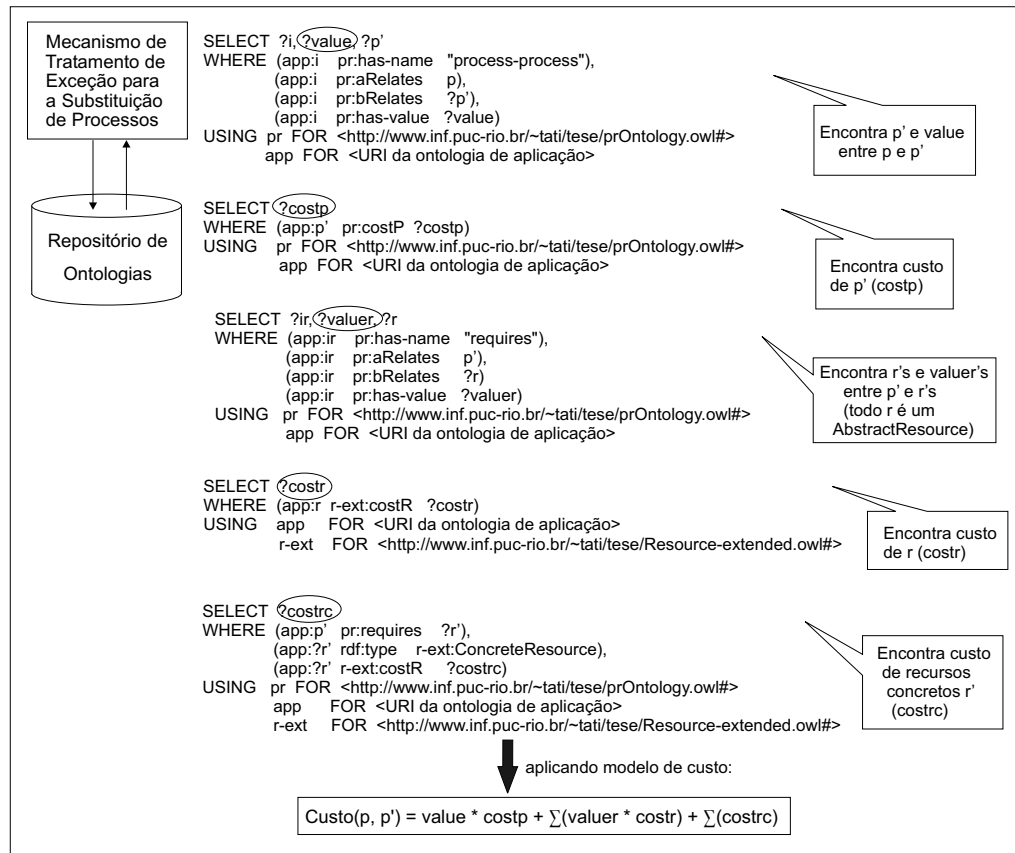 Mecanismo de
Tratamento de
Exceção para
a Substituição
de Processos
Repositório de
Ontologias
SELECT ?i, ?value, ?p'
WHERE (app:i pr:has-name "process-process"),
(app:i pr:aRelates p),
(app:i pr:bRelates ?p'),
(app:i pr:has-value ?value)
USING pr FOR <http://www.inf.puc-rio.br/~tati/tese/prOntology.owl#>
app FOR <URI da ontologia de aplicação>
Encontra p' e value
entre p e p'
SELECT ?costp
WHERE (app:p' pr:costP ?costp)
USING pr FOR <http://www.inf.puc-rio.br/~tati/tese/prOntology.owl#>
app FOR <URI da ontologia de aplicação>
Encontra custo
de p' (costp)
SELECT ?ir, ?valuer, ?r
WHERE (app:ir pr:has-name "requires"),
(app:ir pr:aRelates p'),
(app:ir pr:bRelates ?r)
(app:ir pr:has-value ?valuer)
USING pr FOR <http://www.inf.puc-rio.br/~tati/tese/prOntology.owl#>
app FOR <URI da ontologia de aplicação>
Encontra r's e valuer's
entre p' e r's
(todo r é um
AbstractResource)
SELECT ?costr
WHERE (app:r r-ext:costR ?costr)
USING app FOR <URI da ontologia de aplicação>
r-ext FOR <http://www.inf.puc-rio.br/~tati/tese/Resource-extended.owl#>
Encontra custo
de r (costr)
SELECT ?costrc
WHERE (app:p' pr:requires ?r'),
(app:?r' rdf:type r-ext:ConcreteResource),
(app:?r' r-ext:costR ?costrc)
USING pr FOR <http://www.inf.puc-rio.br/~tati/tese/prOntology.owl#>
app FOR <URI da ontologia de aplicação>
r-ext FOR <http://www.inf.puc-rio.br/~tati/tese/Resource-extended.owl#>
Encontra custo
de recursos
concretos r'
(costrc)
aplicando modelo de custo:
Custo(p, p') = value * costp + ∑(valuer * costr) + ∑(costrc)